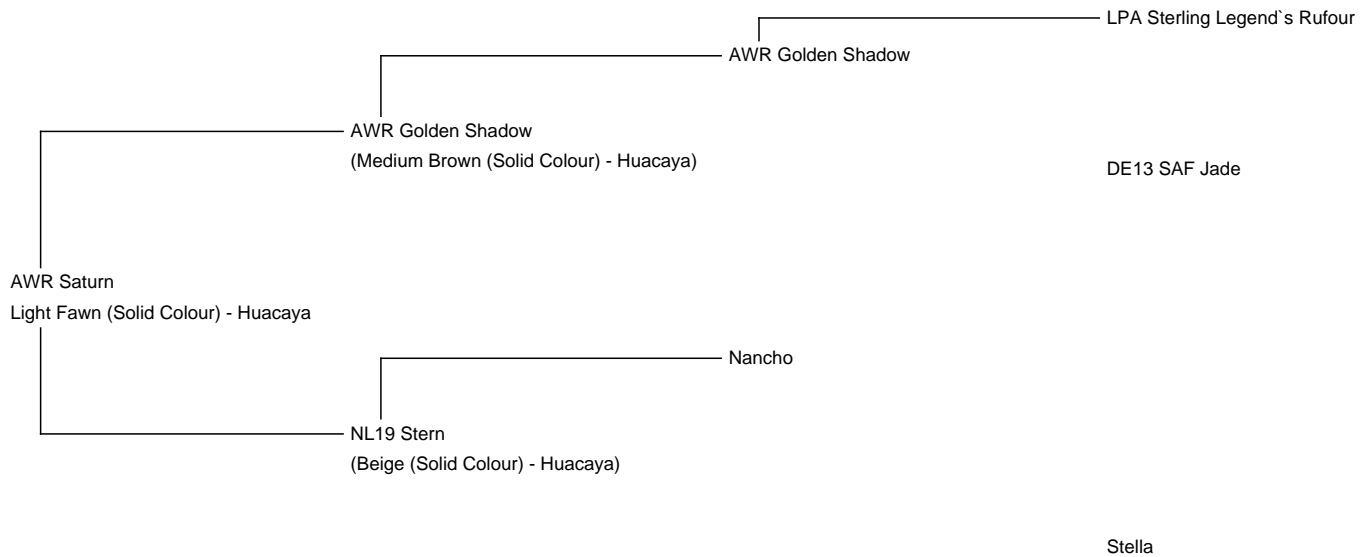 LPA Sterling Legend`s Rufour
AWR Golden Shadow
AWR Golden Shadow
(Medium Brown (Solid Colour) - Huacaya)
DE13 SAF Jade
AWR Saturn
Light Fawn (Solid Colour) - Huacaya
Nancho
NL19 Stern
(Beige (Solid Colour) - Huacaya)
Stella